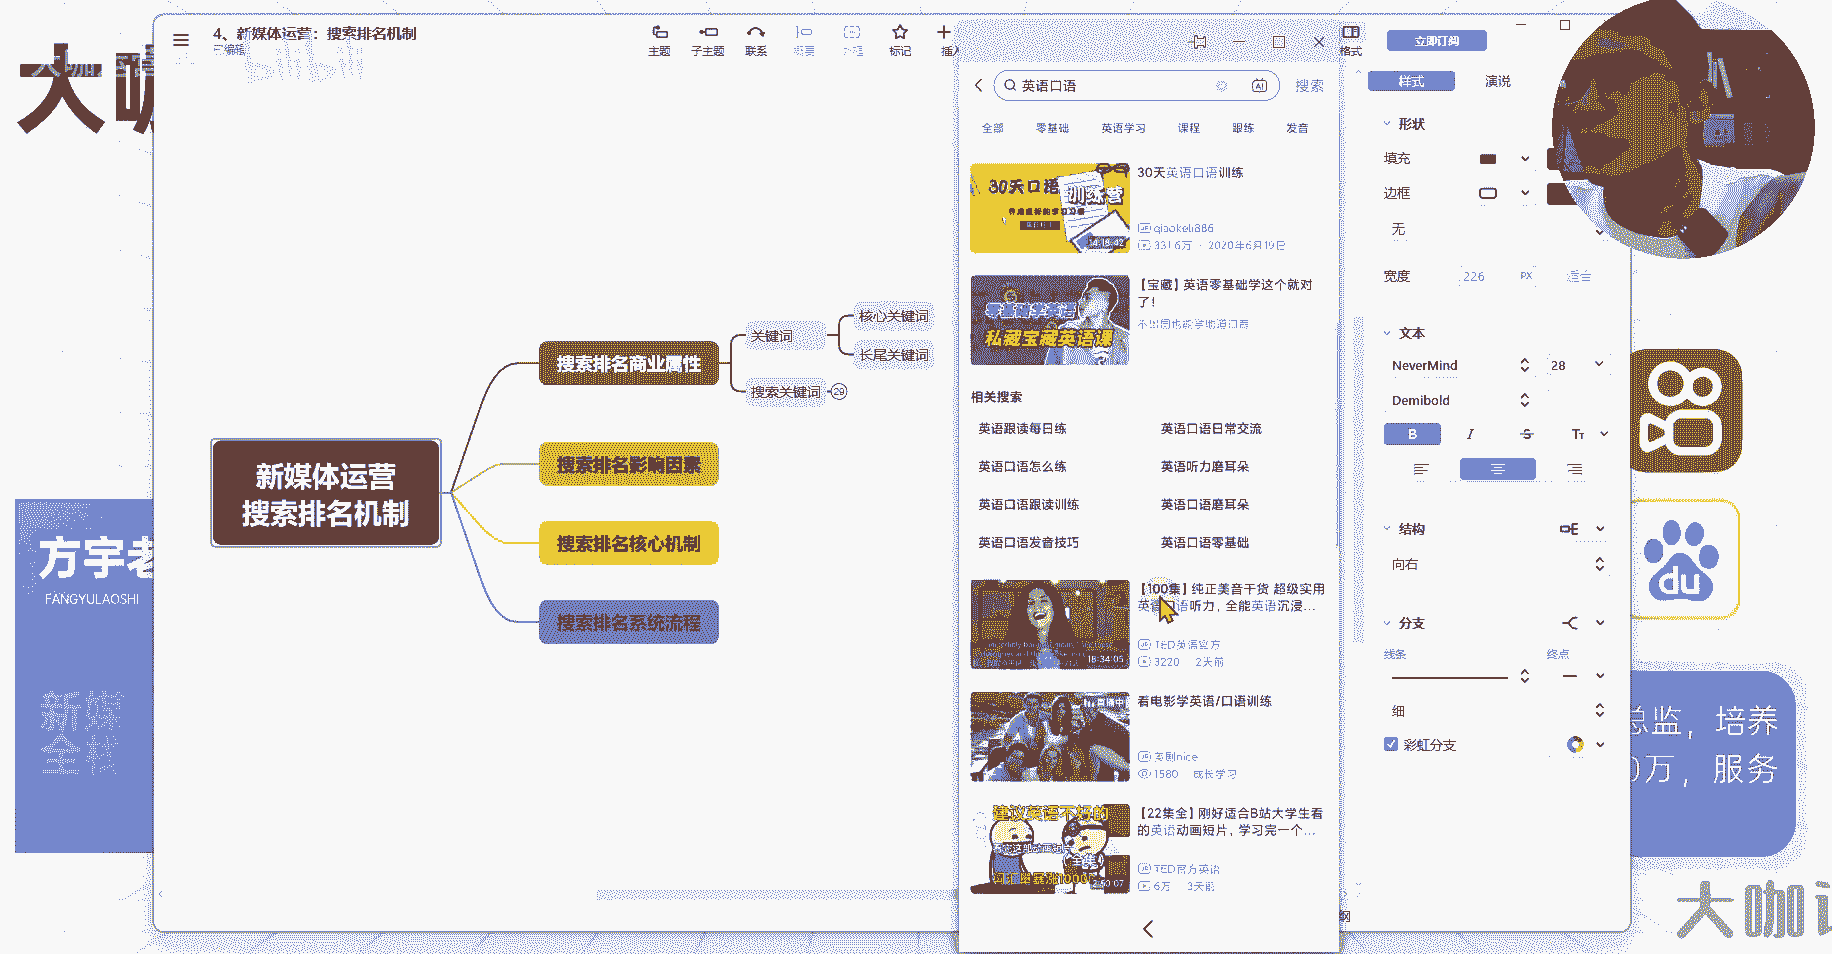 4、新媒体运营：搜索排名机制
已编辑
主题
子主题
联系
概要
外框
标记
格式
立即订阅
样式
演说
形状
填充
边框
无
宽度
226
PX
适合
文本
NeverMind
28
Demibold
B
I
S
TT
结构
向右
分支
线条
终点
细
彩虹分支
新媒体运营
搜索排名机制
搜索排名商业属性
关键词
核心关键词
长尾关键词
搜索关键词
29
搜索排名影响因素
搜索排名核心机制
搜索排名系统流程
英语口语
AI
搜索
全部
零基础
英语学习
课程
跟练
发音
30天口语
训练营
30天英语口语训练
qiaokeli886
331.6万 · 2020年6月19日
零基础学英语
私藏宝藏英语课
【宝藏】英语零基础学这个就对
了！
不出国也能学地道口音
相关搜索
英语跟读每日练
英语口语日常交流
英语口语怎么练
英语听力磨耳朵
英语口语跟读训练
英语口语磨耳朵
英语口语发音技巧
英语口语零基础
18:34:05
【100集】纯正美音干货 超级实用
英语口语听力，全能英语沉浸...
TED英语官方
3220
2天前
直播中
看电影学英语/口语训练
美剧nice
1580
成长学习
建议英语不好的
【22集全】刚好适合B站大学生看
的英语动画短片，学习完一个...
TED官方英语
6万
3天前
方宇老
FANGYULAOSHI
新媒
全栈
du
总监，培养
0万，服务
大咖